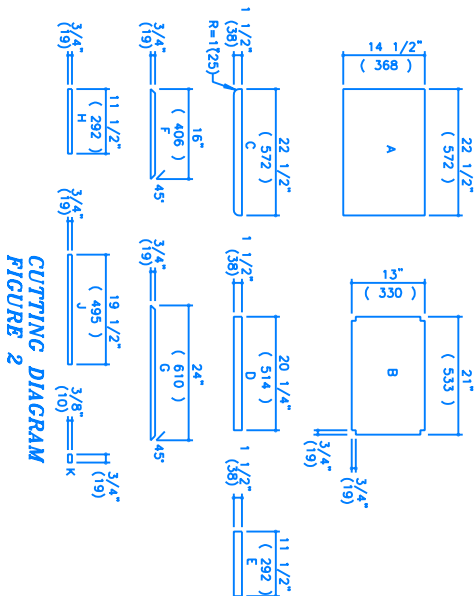 22 1/2"
( 572 )
14 1/2"
( 368 )
A
21"
( 533 )
13"
( 330 )
B
3/4"
(19)
3/4"
(19)
1 1/2"
(38)
R=1"(25)
22 1/2"
( 572 )
C
1 1/2"
(38)
20 1/4"
( 514 )
D
1 1/2"
(38)
11 1/2"
( 292 )
E
3/4"
(19)
16"
( 406 )
F
45°
3/4"
(19)
24"
( 610 )
G
45°
3/4"
(19)
11 1/2"
( 292 )
H
3/4"
(19)
19 1/2"
( 495 )
J
3/8"
(10)
3/4"
(19)
K
CUTTING DIAGRAM
FIGURE 2